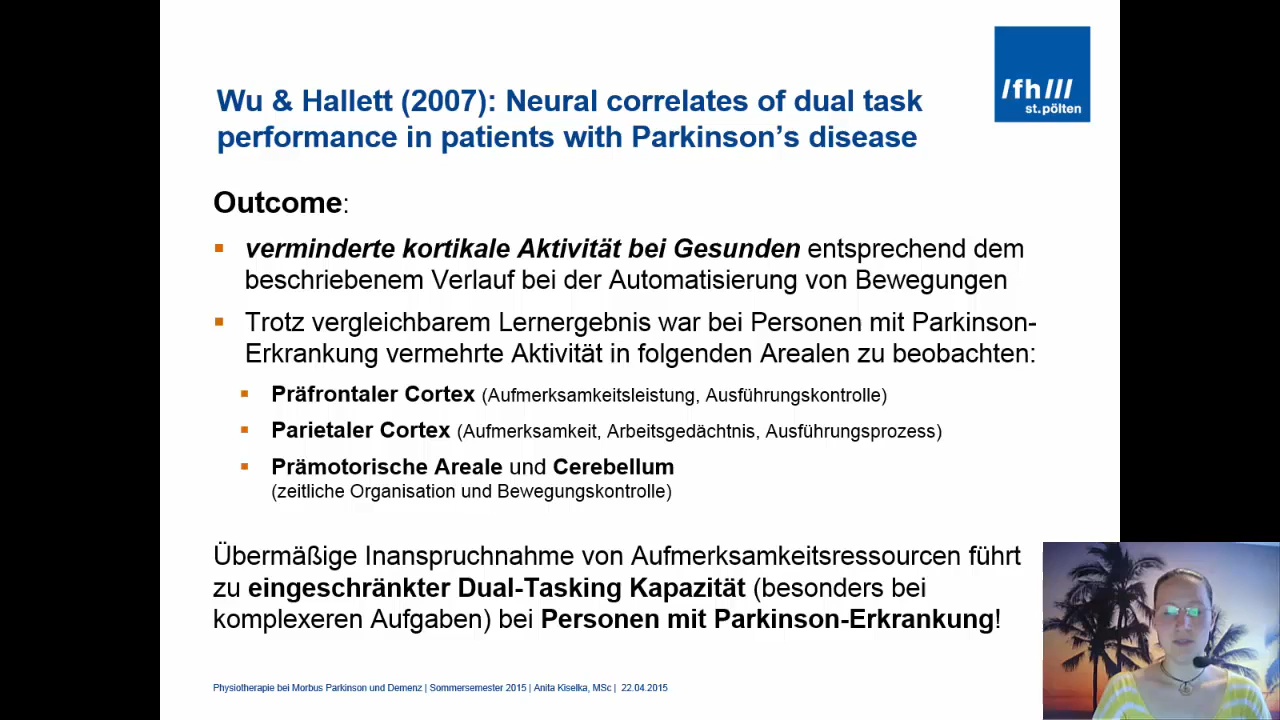 /fh///
st.pölten
Wu & Hallett (2007): Neural correlates of dual task
performance in patients with Parkinson’s disease
Outcome:
▪ verminderte kortikale Aktivität bei Gesunden entsprechend dem
beschriebenem Verlauf bei der Automatisierung von Bewegungen
▪ Trotz vergleichbarem Lernergebnis war bei Personen mit Parkinson-
Erkrankung vermehrte Aktivität in folgenden Arealen zu beobachten:
▪ Präfrontaler Cortex (Aufmerksamkeitsleistung, Ausführungskontrolle)
▪ Parietaler Cortex (Aufmerksamkeit, Arbeitsgedächtnis, Ausführungsprozess)
▪ Prämotorische Areale und Cerebellum
(zeitliche Organisation und Bewegungskontrolle)
Übermäßige Inanspruchnahme von Aufmerksamkeitsressourcen führt
zu eingeschränkter Dual-Tasking Kapazität (besonders bei
komplexeren Aufgaben) bei Personen mit Parkinson-Erkrankung!
Physiotherapie bei Morbus Parkinson und Demenz | Sommersemester 2015 | Anita Kiselka, MSc | 22.04.2015